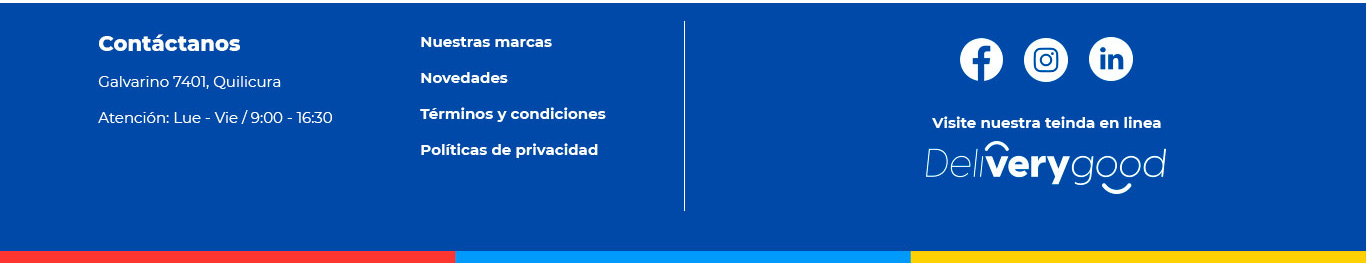 Contáctanos
Galvarino 7401, Quilicura
Atención: Lue - Vie / 9:00 - 16:30
Nuestras marcas
Novedades
Términos y condiciones
Políticas de privacidad
Visite nuestra teinda en linea
Deliverygood